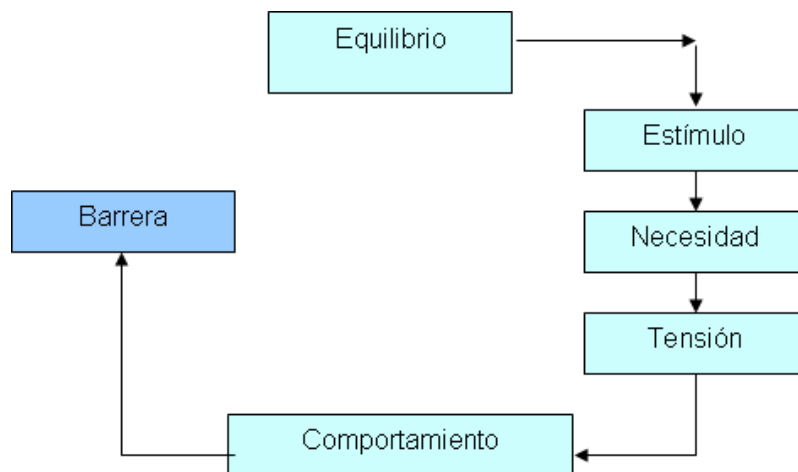 Equilibrio
Estímulo
Necesidad
Tensión
Comportamiento
Barrera